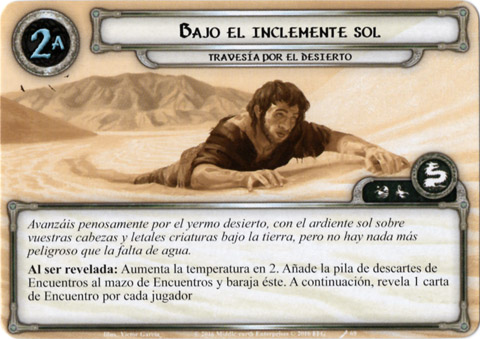 2A
Bajo el inclemente sol
Travesía por el desierto
Avanzáis penosamente por el yermo desierto, con el ardiente sol sobre
vuestras cabezas y letales criaturas bajo la tierra, pero no hay nada más
peligroso que la falta de agua.
Al ser revelada: Aumenta la temperatura en 2. Añade la pila de descartes de
Encuentros al mazo de Encuentros y baraja éste. A continuación, revela 1 carta
de Encuentro por cada jugador
Illus. Victor García